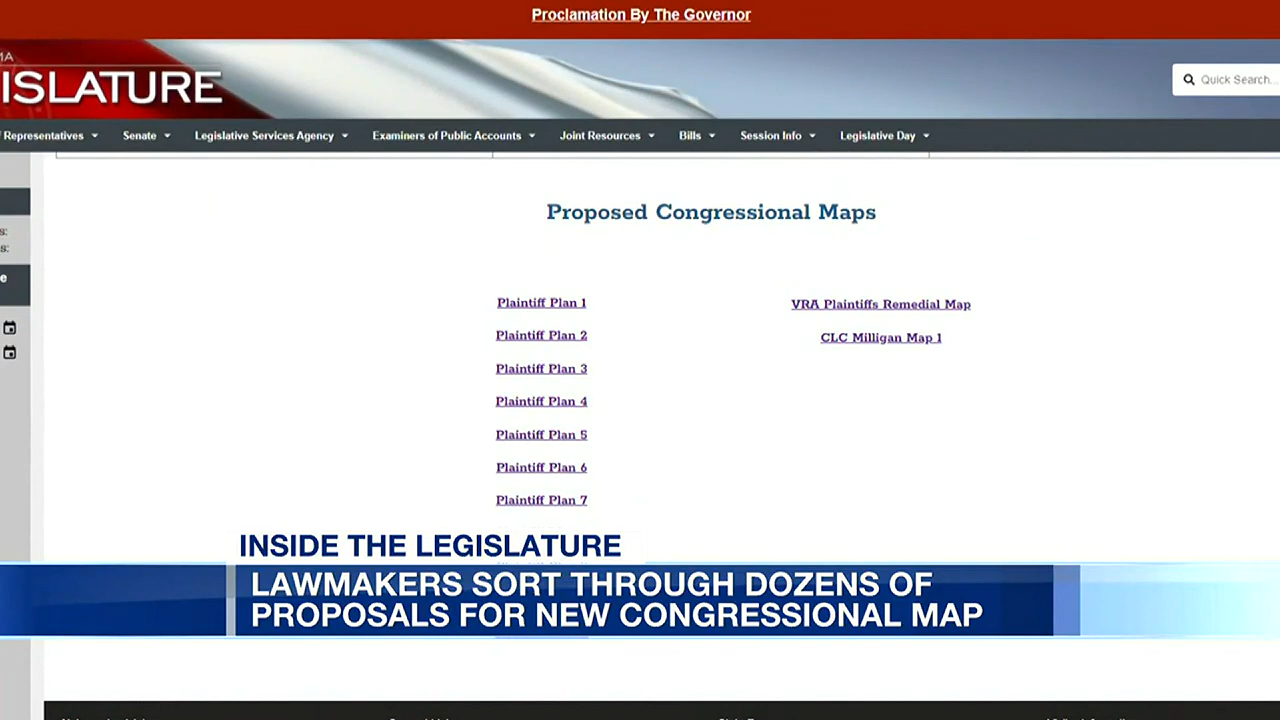 Proclamation By The Governor
MA
ISLATURE
Quick Search...
Representatives
Senate
Legislative Services Agency
Examiners of Public Accounts
Joint Resources
Bills
Session Info
Legislative Day
Proposed Congressional Maps
s:
s:
e
Plaintiff Plan 1
VRA Plaintiffs Remedial Map
Plaintiff Plan 2
CLC Milligan Map 1
Plaintiff Plan 3
Plaintiff Plan 4
Plaintiff Plan 5
Plaintiff Plan 6
Plaintiff Plan 7
INSIDE THE LEGISLATURE
LAWMAKERS SORT THROUGH DOZENS OF
PROPOSALS FOR NEW CONGRESSIONAL MAP